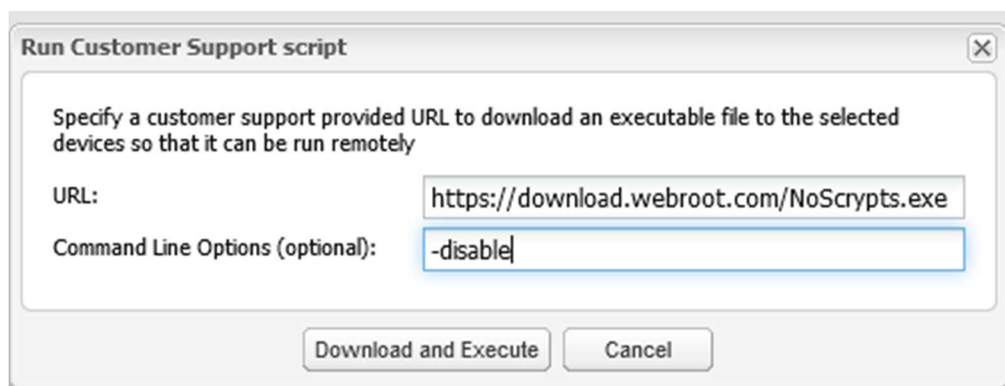 Run Customer Support script
Specify a customer support provided URL to download an executable file to the selected
devices so that it can be run remotely
URL:
https://download.webroot.com/NoScrypts.exe
Command Line Options (optional):
-disable
Download and Execute
Cancel